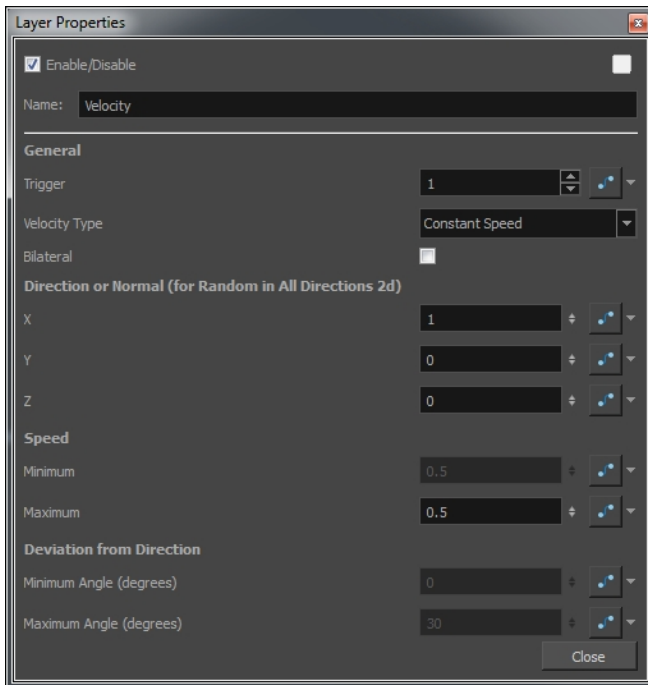 Layer Properties
Enable/Disable
Name: Velocity
General
Trigger 1
Velocity Type Constant Speed
Bilateral
Direction or Normal (for Random in All Directions 2d)
X 1
Y 0
Z 0
Speed
Minimum 0.5
Maximum 0.5
Deviation from Direction
Minimum Angle (degrees) 0
Maximum Angle (degrees) 30
Close